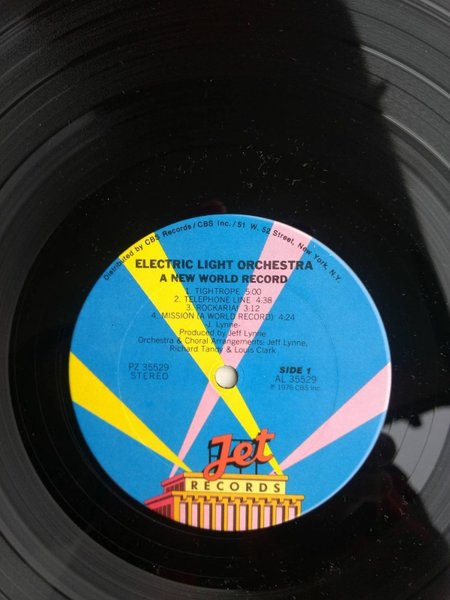 Distributed by CBS Records / CBS Inc. / 51 W. 52 Street, New York, N.Y.
ELECTRIC LIGHT ORCHESTRA
A NEW WORLD RECORD
1. TIGHTROPE 5:00
2. TELEPHONE LINE 4:38
3. ROCKARIA! 3:12
4. MISSION (A WORLD RECORD) 4:24
-J. Lynne-
Produced by Jeff Lynne
Orchestra & Choral Arrangements: Jeff Lynne,
Richard Tandy & Louis Clark
PZ 35529
STEREO
SIDE 1
AL 35529
℗ 1976 CBS Inc.
Jet
RECORDS